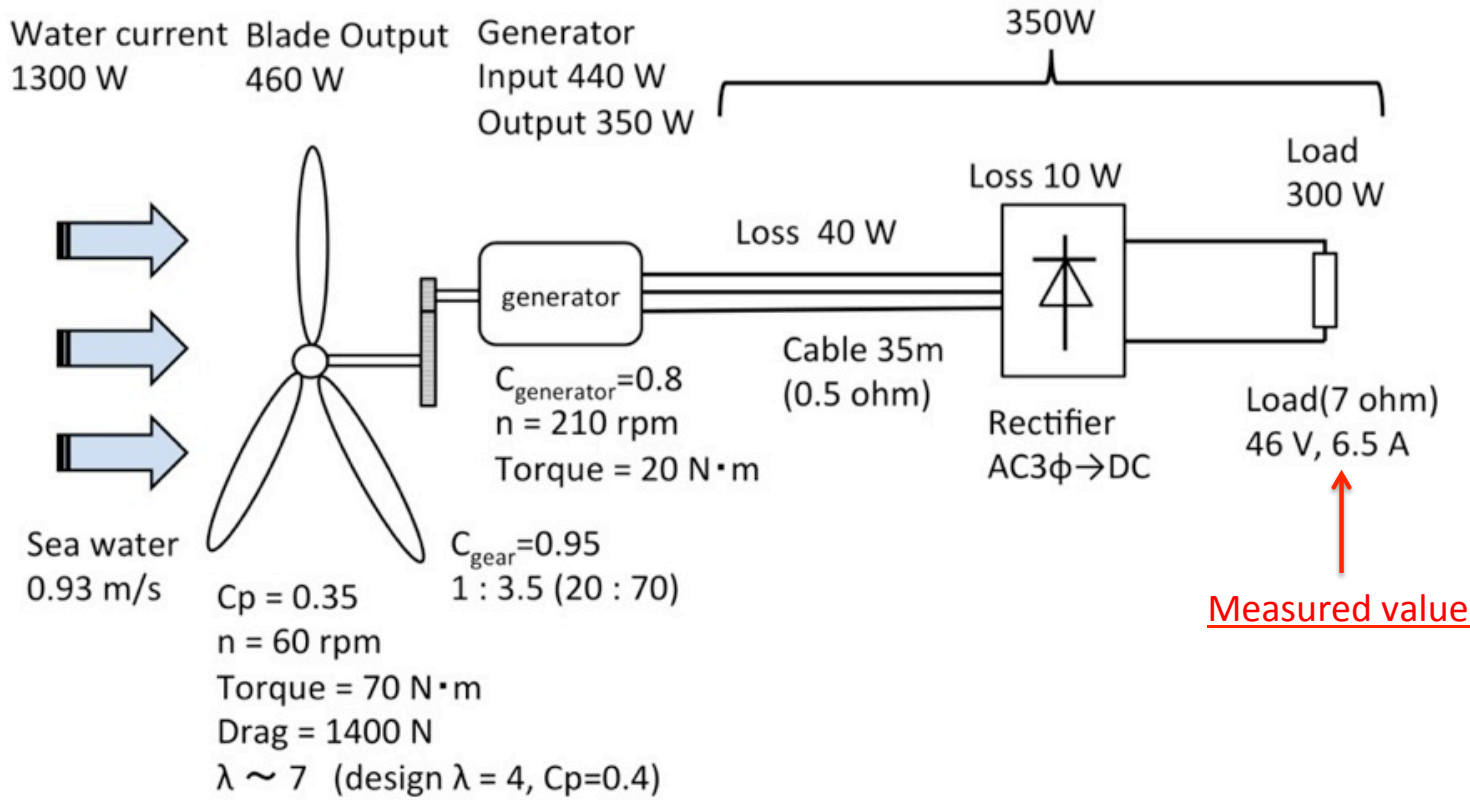 Water current
1300 W
Blade Output
460 W
Generator
Input 440 W
Output 350 W
350W
Load
300 W
Loss 10 W
Loss 40 W
generator
Cable 35m
(0.5 ohm)
C_generator=0.8
n = 210 rpm
Torque = 20 N・m
Rectifier
AC3ϕ→DC
Load(7 ohm)
46 V, 6.5 A
Measured value
Sea water
0.93 m/s
C_gear=0.95
1 : 3.5 (20 : 70)
Cp = 0.35
n = 60 rpm
Torque = 70 N・m
Drag = 1400 N
λ ～ 7 (design λ = 4, Cp=0.4)